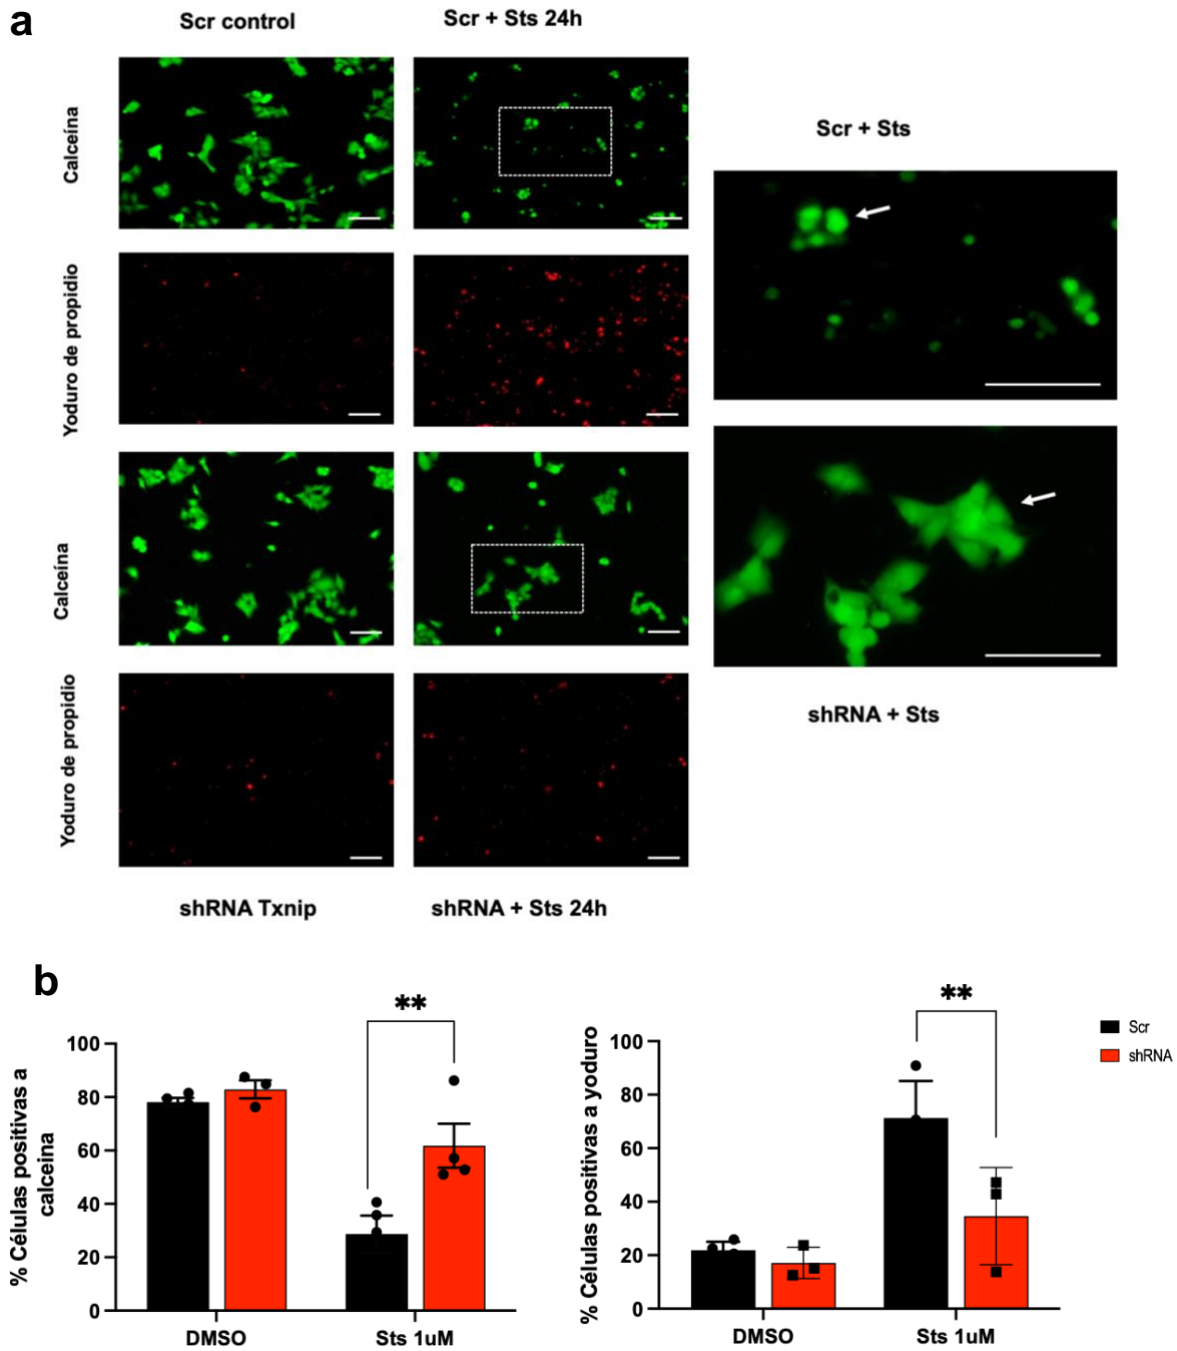 a
Scr control
Scr + Sts 24h
Calceína
Scr + Sts
Yoduro de propidio
Calceína
Yoduro de propidio
shRNA + Sts
shRNA Txnip
shRNA + Sts 24h
b
**
% Células positivas a
calceina
100
80
60
40
20
0
DMSO
Sts 1uM
**
% Células positivas a yoduro
100
80
60
40
20
0
DMSO
Sts 1uM
Scr
shRNA